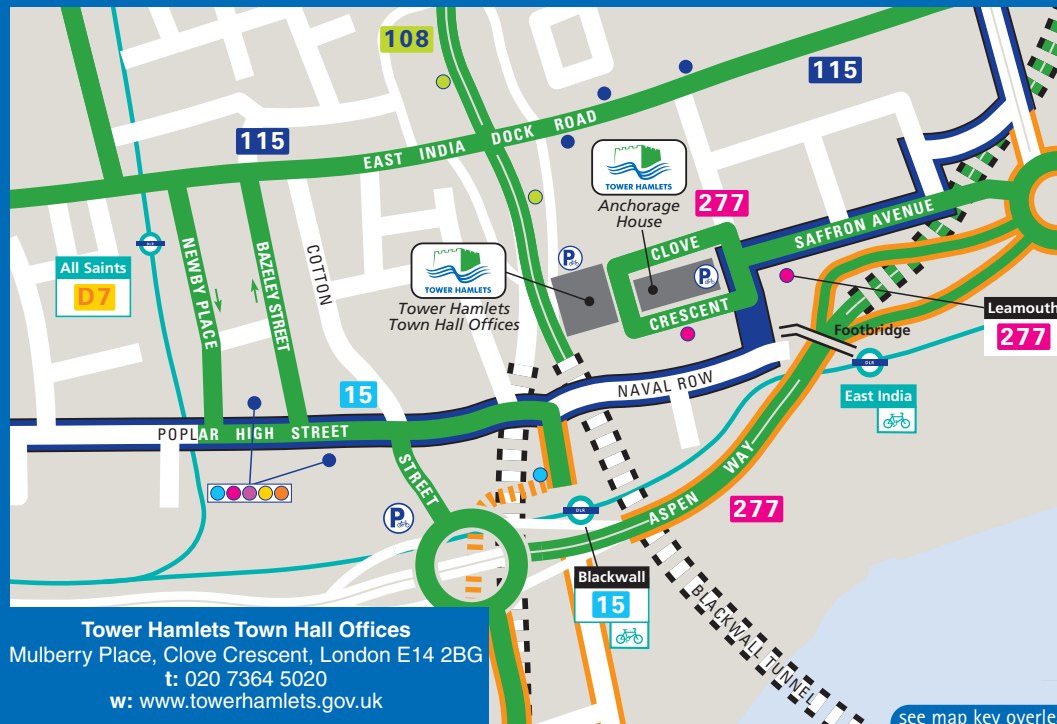 108
115
115
EAST INDIA DOCK ROAD
TOWER HAMLETS
Anchorage
House
277
CLOVE
CRESCENT
SAFFRON AVENUE
P
P
TOWER HAMLETS
Tower Hamlets
Town Hall Offices
DLR
All Saints
D7
NEWBY PLACE
BAZELEY STREET
COTTON
STREET
Leamouth
277
Footbridge
DLR
East India
15
NAVAL ROW
POPLAR HIGH STREET
P
ASPEN WAY
277
DLR
Blackwall
15
BLACKWALL TUNNEL
Tower Hamlets Town Hall Offices
Mulberry Place, Clove Crescent, London E14 2BG
t: 020 7364 5020
w: www.towerhamlets.gov.uk
see map key overle